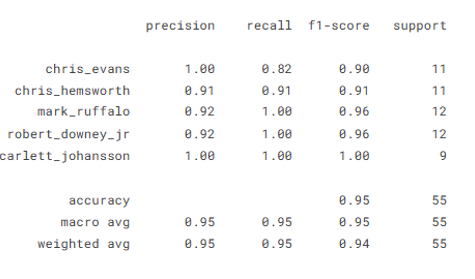 precision recall f1-score support
chris_evans 1.00 0.82 0.90 11
chris_hemsworth 0.91 0.91 0.91 11
mark_ruffalo 0.92 1.00 0.96 12
robert_downey_jr 0.92 1.00 0.96 12
carlett_johansson 1.00 1.00 1.00 9
accuracy 0.95 55
macro avg 0.95 0.95 0.95 55
weighted avg 0.95 0.95 0.94 55